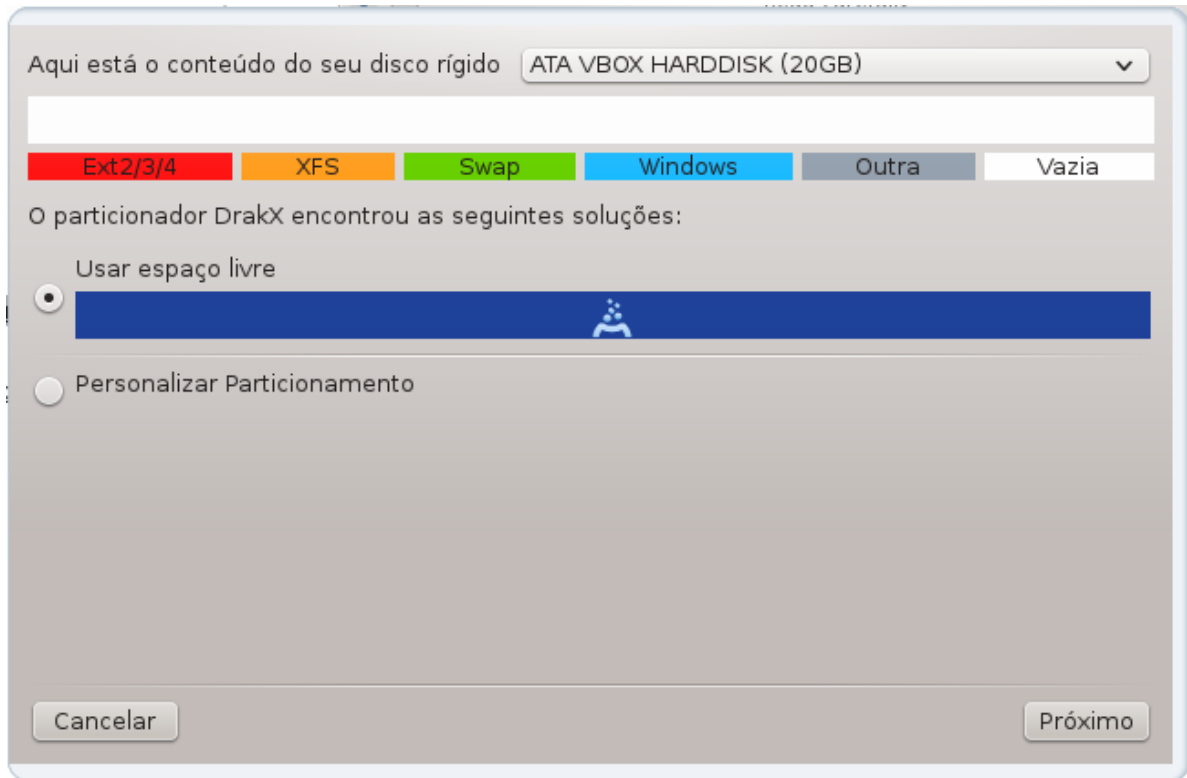 Aqui está o conteúdo do seu disco rígido ATA VBOX HARDDISK (20GB)
Ext2/3/4 XFS Swap Windows Outra Vazia
O particionador DrakX encontrou as seguintes soluções:
Usar espaço livre
Personalizar Particionamento
Cancelar Próximo